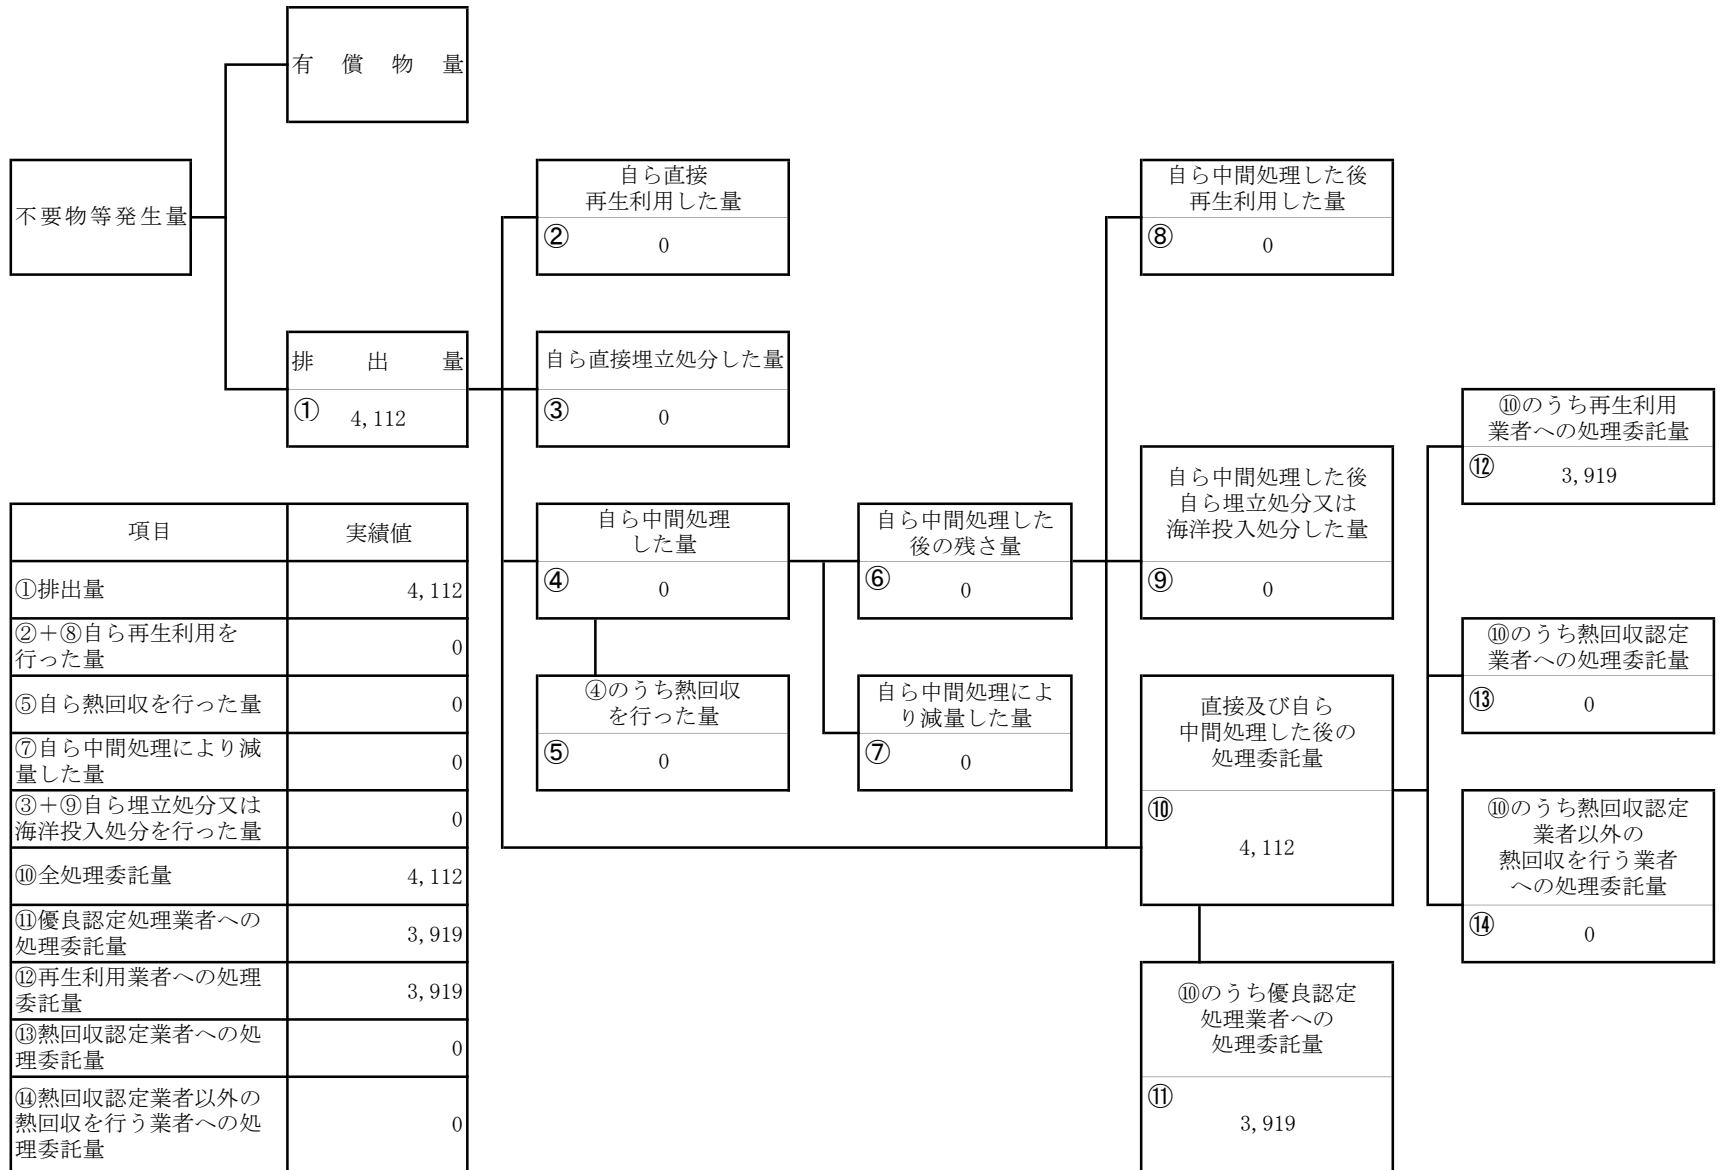 有償物量
不要物等発生量
排出量
① 4,112
自ら直接
再生利用した量
② 0
自ら直接埋立処分した量
③ 0
自ら中間処理
した量
④ 0
④のうち熱回収
を行った量
⑤ 0
自ら中間処理した
後の残さ量
⑥ 0
自ら中間処理によ
り減量した量
⑦ 0
自ら中間処理した後
再生利用した量
⑧ 0
自ら中間処理した後
自ら埋立処分又は
海洋投入処分した量
⑨ 0
直接及び自ら
中間処理した後の
処理委託量
⑩
4,112
⑩のうち優良認定
処理業者への
処理委託量
⑪
3,919
⑩のうち再生利用
業者への処理委託量
⑫ 3,919
⑩のうち熱回収認定
業者への処理委託量
⑬ 0
⑩のうち熱回収認定
業者以外の
熱回収を行う業者
への処理委託量
⑭ 0
項目 実績値
①排出量 4,112
②＋⑧自ら再生利用を
行った量 0
⑤自ら熱回収を行った量 0
⑦自ら中間処理により減
量した量 0
③＋⑨自ら埋立処分又は
海洋投入処分を行った量 0
⑩全処理委託量 4,112
⑪優良認定処理業者への
処理委託量 3,919
⑫再生利用業者への処理
委託量 3,919
⑬熱回収認定業者への処
理委託量 0
⑭熱回収認定業者以外の
熱回収を行う業者への処
理委託量 0